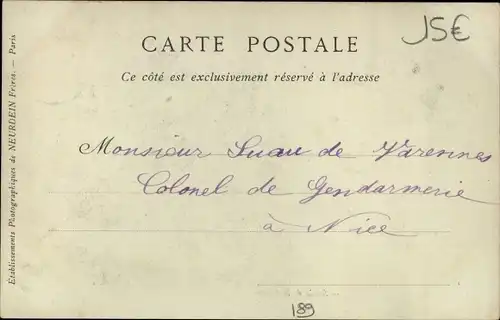 Etablissements Photographiques de NEURDEIN Frères. — Paris
CARTE POSTALE
Ce côté est exclusivement réservé à l'adresse
15€
Monsieur Suau de Varennes
Colonel de Gendarmerie
à Nice
189